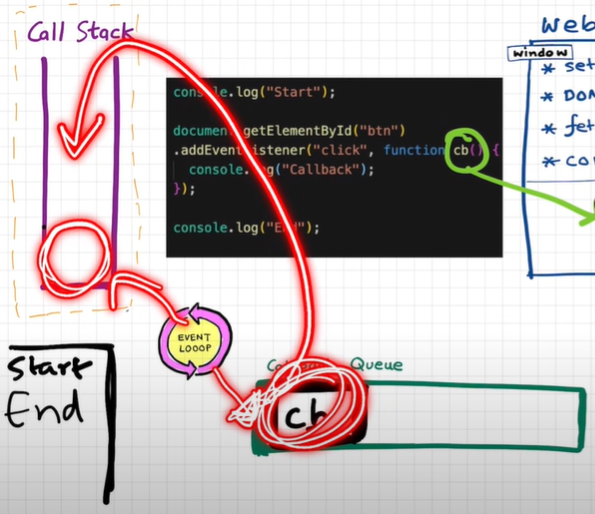 Call Stack
Web
window
* set
* DOM
* fet
* co
console.log("Start");
document.getElementById("btn")
.addEventListener("click", function cb() {
console.log("Callback");
});
console.log("End");
EVENT
LOOOP
Queue
cb
Start
End